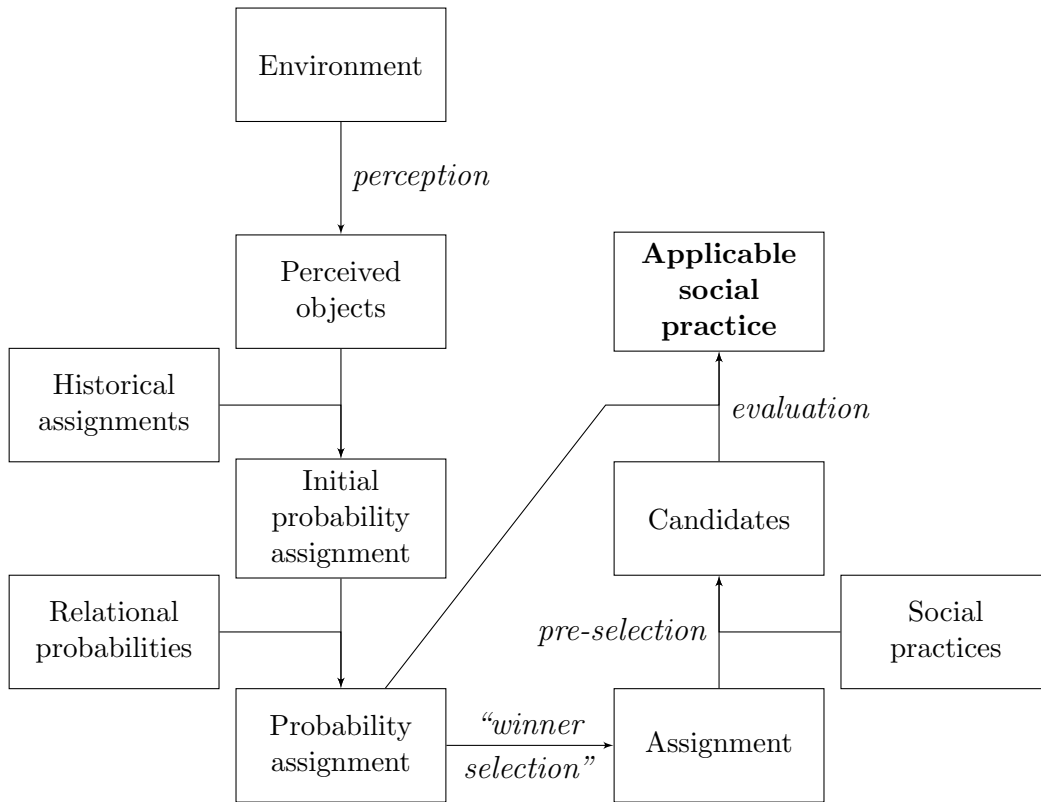 Environment
perception
Perceived
objects
Applicable
social
practice
Historical
assignments
evaluation
Initial
probability
assignment
Candidates
Relational
probabilities
pre-selection
Social
practices
Probability
assignment
“winner
selection”
Assignment